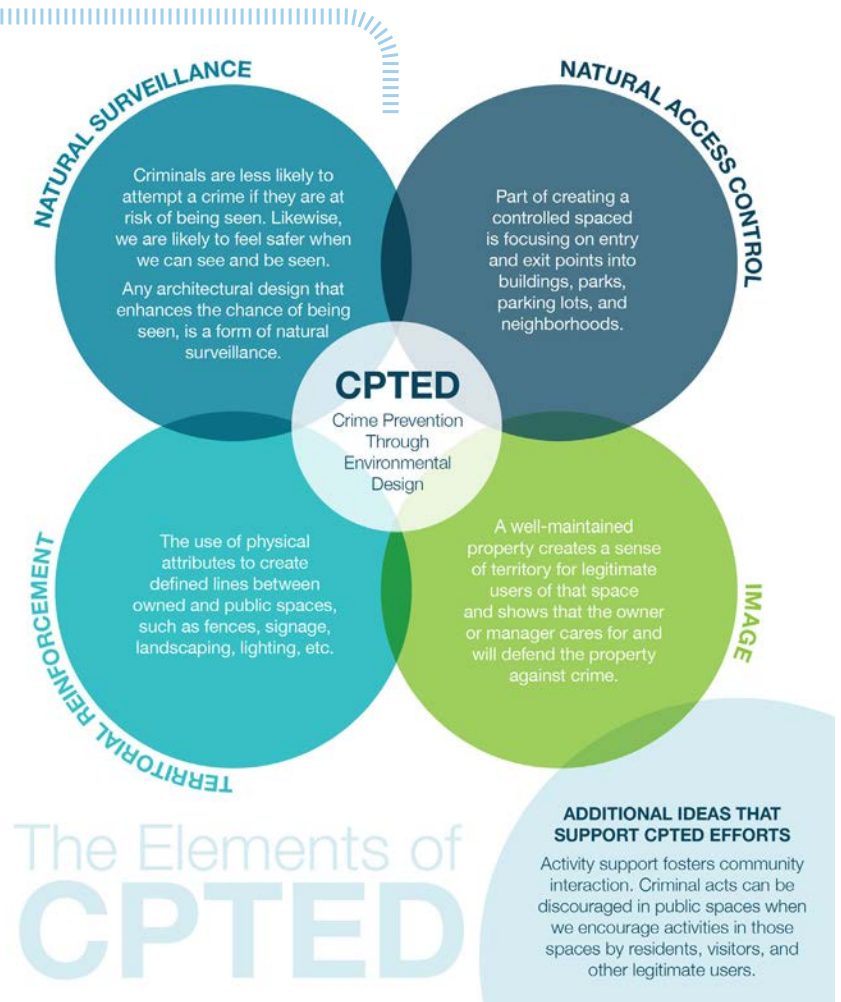 NATURAL SURVEILLANCE
Criminals are less likely to
attempt a crime if they are at
risk of being seen. Likewise,
we are likely to feel safer when
we can see and be seen.
Any architectural design that
enhances the chance of being
seen, is a form of natural
surveillance.
NATURAL ACCESS CONTROL
Part of creating a
controlled spaced
is focusing on entry
and exit points into
buildings, parks,
parking lots, and
neighborhoods.
CPTED
Crime Prevention
Through
Environmental
Design
TERRITORIAL REINFORCEMENT
The use of physical
attributes to create
defined lines between
owned and public spaces,
such as fences, signage,
landscaping, lighting, etc.
IMAGE
A well-maintained
property creates a sense
of territory for legitimate
users of that space
and shows that the owner
or manager cares for and
will defend the property
against crime.
The Elements of
CPTED
ADDITIONAL IDEAS THAT
SUPPORT CPTED EFFORTS
Activity support fosters community
interaction. Criminal acts can be
discouraged in public spaces when
we encourage activities in those
spaces by residents, visitors, and
other legitimate users.